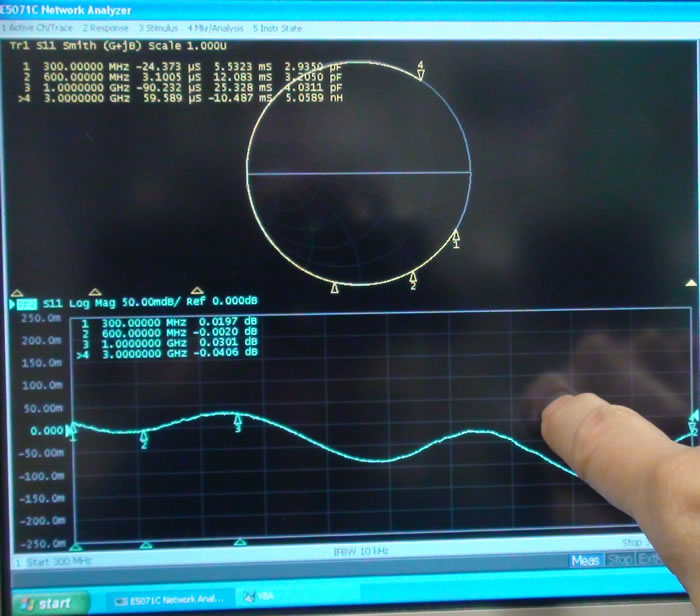 E5071C Network Analyzer
1 Active Ch/Trace 2 Response 3 Stimulus 4 Mkr/Analysis 5 Instr State
Tr1 S11 Smith (G+jB) Scale 1.000U
1 300.00000 MHz -24.373 µS 5.5323 mS 2.9350 pF
2 600.00000 MHz 3.1005 µS 12.083 mS 3.2050 pF
3 1.0000000 GHz -90.232 µS 25.328 mS 4.0311 pF
>4 3.0000000 GHz 59.589 µS -10.487 mS 5.0589 nH
4
1
2
S11 Log Mag 50.00mdB/ Ref 0.000dB
250.0m
1 300.00000 MHz 0.0197 dB
2 600.00000 MHz -0.0020 dB
3 1.0000000 GHz 0.0301 dB
>4 3.0000000 GHz -0.0406 dB
200.0m
150.0m
100.0m
50.00m
0.000
1
2
3
-50.00m
-100.0m
-150.0m
-200.0m
-250.0m
1 Start 300 MHz
IFBW 10 kHz
Stop
Meas Stop
start
E5071C Network Anal...
VBA